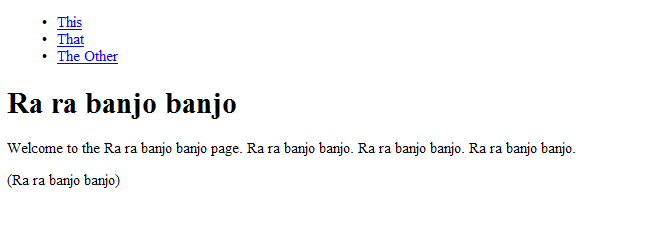 This
That
The Other
Ra ra banjo banjo
Welcome to the Ra ra banjo banjo page. Ra ra banjo banjo. Ra ra banjo banjo. Ra ra banjo banjo.
(Ra ra banjo banjo)